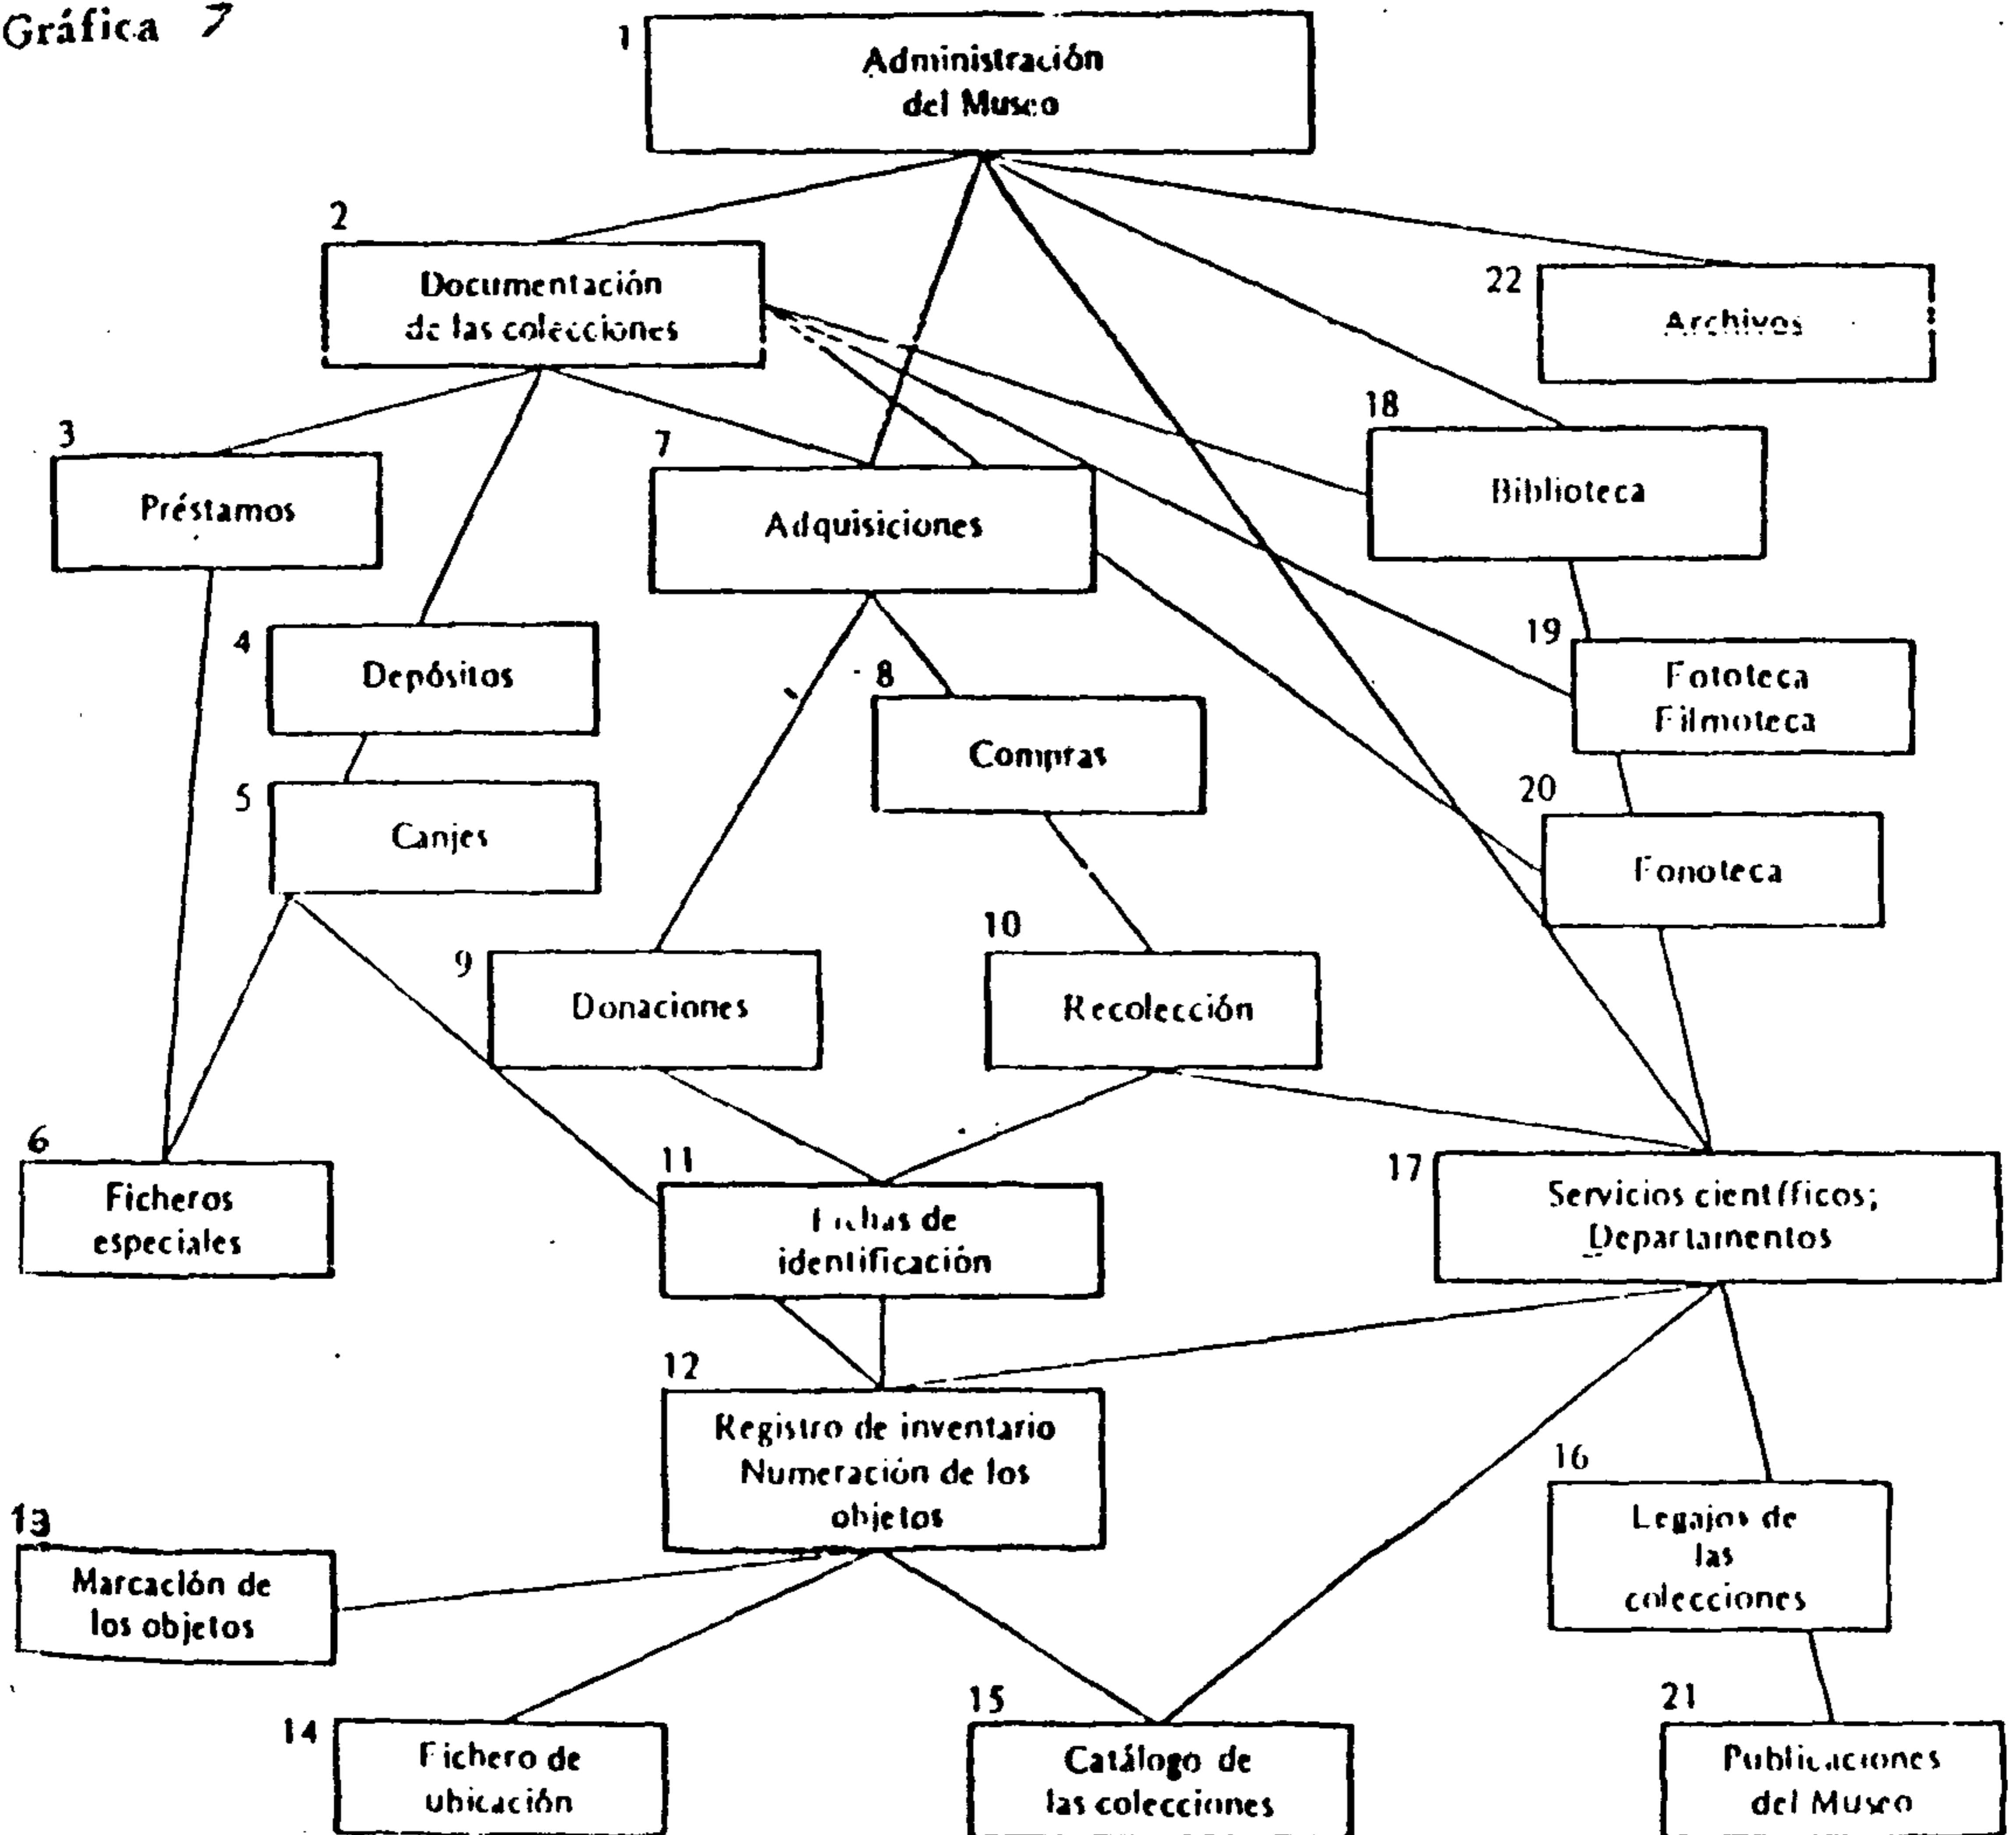 Gráfica 7
1
Administración
del Museo
2
Documentación
de las colecciones
22
Archivos
3
Préstamos
7
Adquisiciones
18
Biblioteca
4
Depósitos
8
Compras
19
Fototeca
Filmoteca
5
Canjes
20
Fonoteca
9
Donaciones
10
Recolección
6
Ficheros
especiales
11
Fichas de
identificación
17
Servicios científicos;
Departamentos
12
Registro de inventario
Numeración de los
objetos
16
Legajos de
las
colecciones
13
Marcación de
los objetos
14
Fichero de
ubicación
15
Catálogo de
las colecciones
21
Publicaciones
del Museo